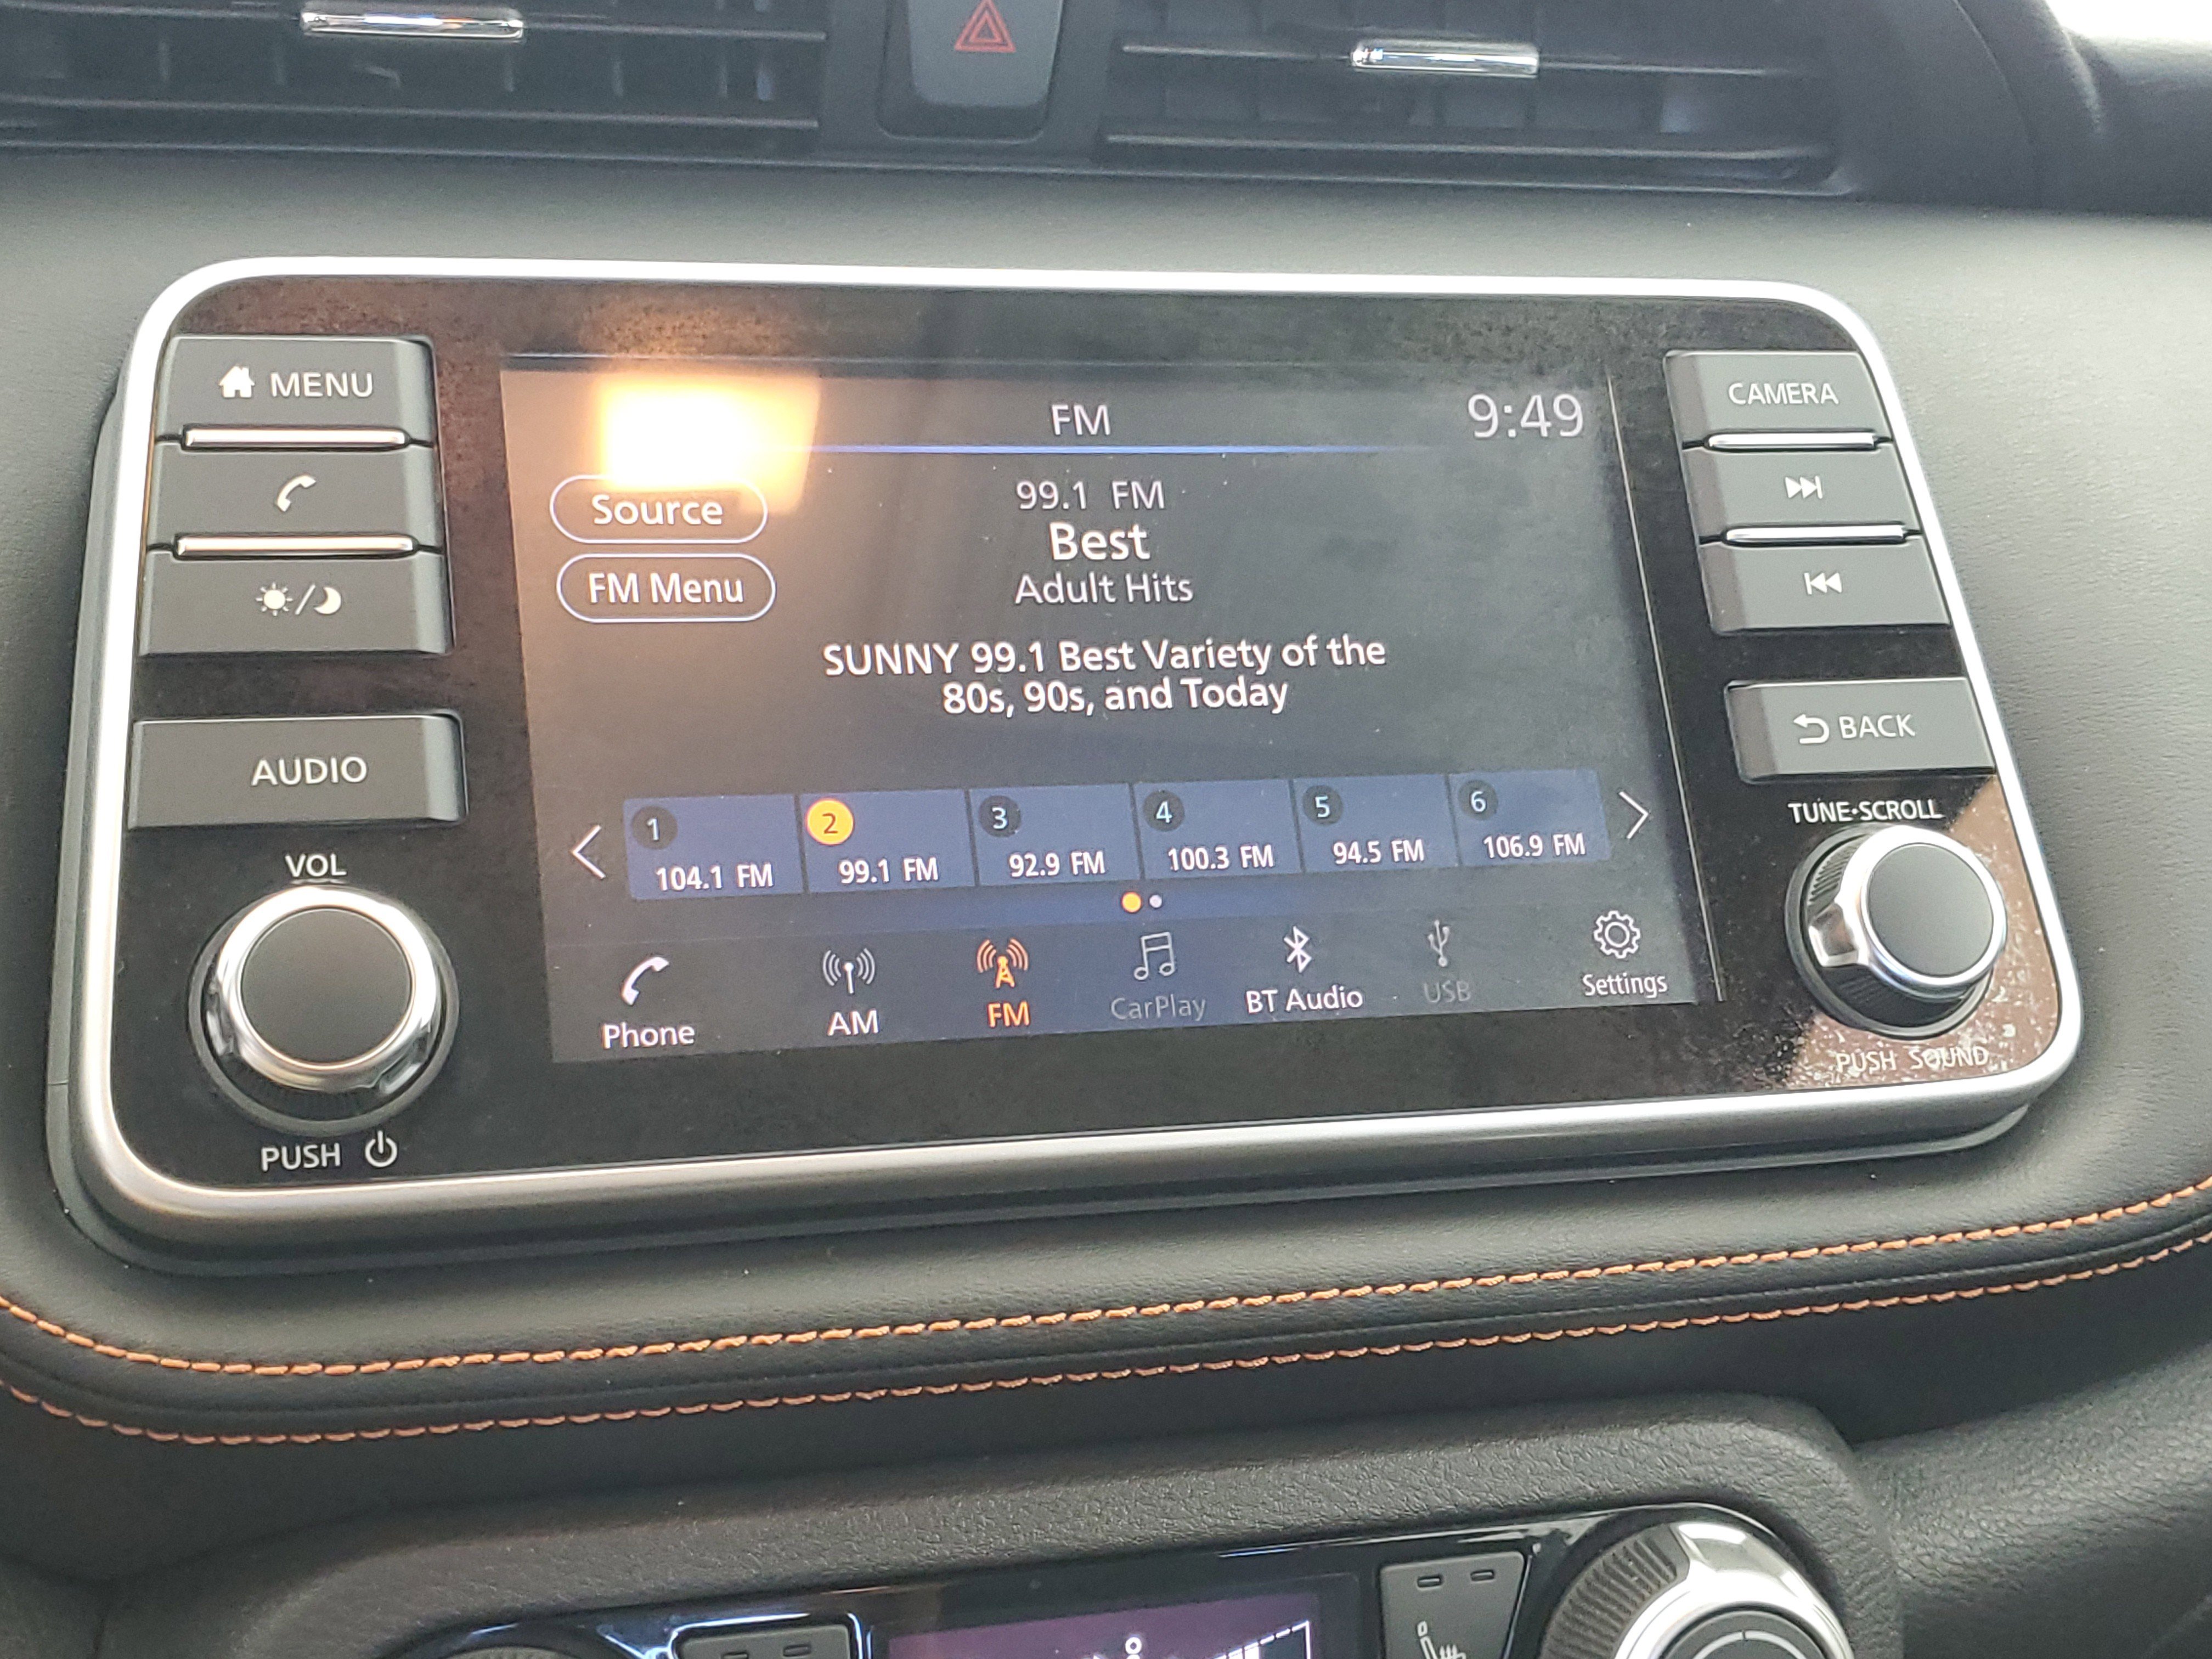 MENU
AUDIO
VOL
PUSH
FM
9:49
Source
FM Menu
99.1 FM
Best
Adult Hits
SUNNY 99.1 Best Variety of the
80s, 90s, and Today
1
104.1 FM
2
99.1 FM
3
92.9 FM
4
100.3 FM
5
94.5 FM
6
106.9 FM
Phone
AM
FM
CarPlay
BT Audio
USB
Settings
CAMERA
BACK
TUNE•SCROLL
PUSH SOUND